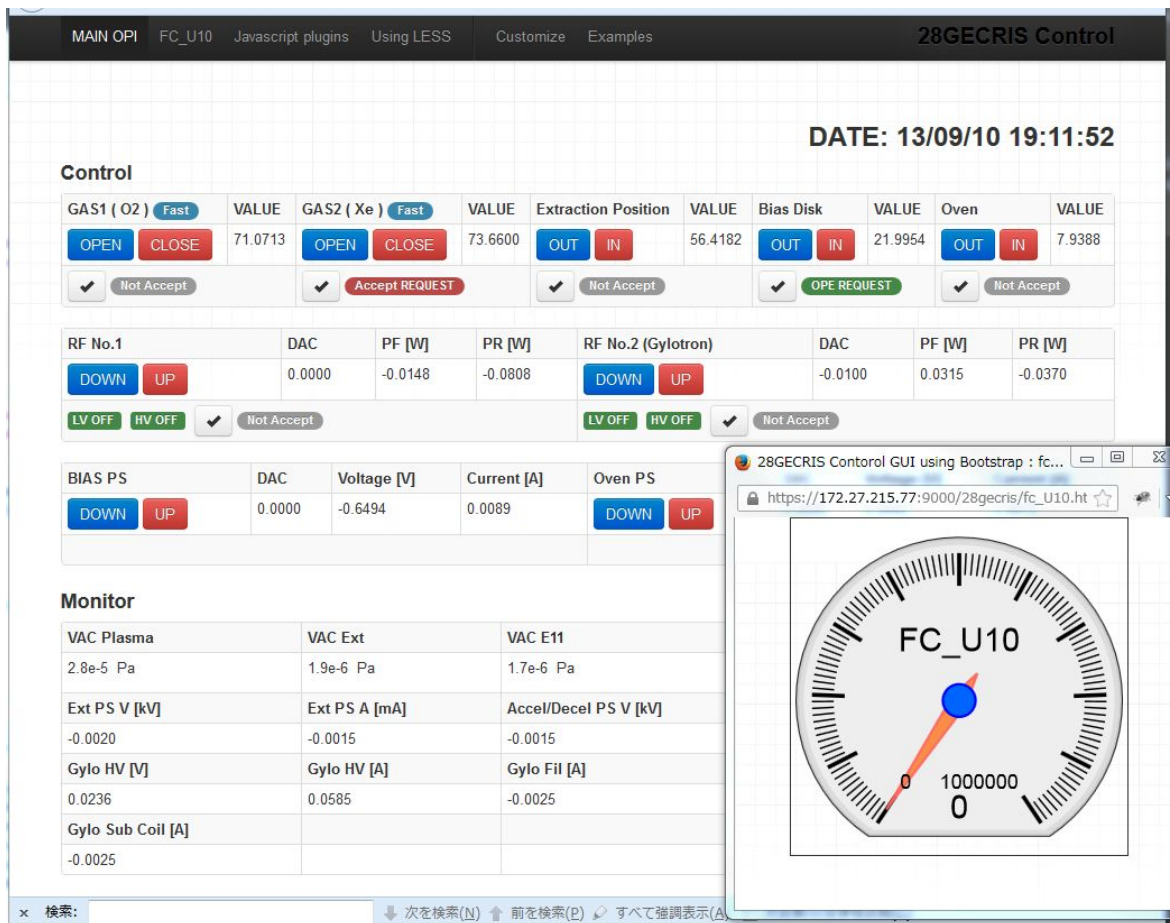 MAIN OPI FC_U10 Javascript plugins Using LESS Customize Examples 28GECRIS Control
DATE: 13/09/10 19:11:52
Control
GAS1 ( O2 ) Fast VALUE GAS2 ( Xe ) Fast VALUE Extraction Position VALUE Bias Disk VALUE Oven VALUE
OPEN CLOSE 71.0713 OPEN CLOSE 73.6600 OUT IN 56.4182 OUT IN 21.9954 OUT IN 7.9388
Not Accept Accept REQUEST Not Accept OPE REQUEST Not Accept
RF No.1 DAC PF [W] PR [W] RF No.2 (Gylotron) DAC PF [W] PR [W]
DOWN UP 0.0000 -0.0148 -0.0808 DOWN UP -0.0100 0.0315 -0.0370
LV OFF HV OFF Not Accept LV OFF HV OFF Not Accept
BIAS PS DAC Voltage [V] Current [A] Oven PS
DOWN UP 0.0000 -0.6494 0.0089 DOWN UP
Monitor
VAC Plasma VAC Ext VAC E11
2.8e-5 Pa 1.9e-6 Pa 1.7e-6 Pa
Ext PS V [kV] Ext PS A [mA] Accel/Decel PS V [kV]
-0.0020 -0.0015 -0.0015
Gylo HV [V] Gylo HV [A] Gylo Fil [A]
0.0236 0.0585 -0.0025
Gylo Sub Coil [A]
-0.0025
28GECRIS Contorol GUI using Bootstrap : fc...
https://172.27.215.77:9000/28gecris/fc_U10.ht
FC_U10
0 1000000
0
x 検索: 次を検索(N) 前を検索(P) すべて強調表示(A)